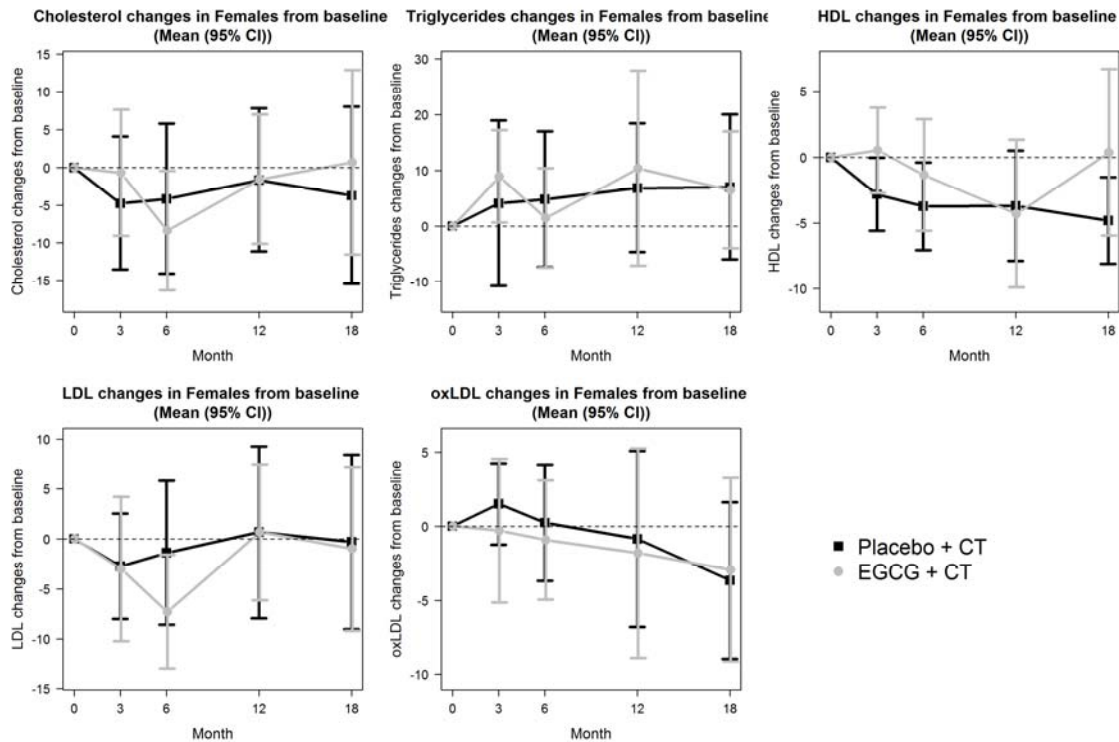 Cholesterol changes in Females from baseline
(Mean (95% CI))
Cholesterol changes from baseline
15
10
5
0
-5
-10
-15
0 3 6 12 18
Month
Triglycerides changes in Females from baseline
(Mean (95% CI))
Triglycerides changes from baseline
30
20
10
0
-10
0 3 6 12 18
Month
HDL changes in Females from baseline
(Mean (95% CI))
HDL changes from baseline
5
0
-5
-10
0 3 6 12 18
Month
LDL changes in Females from baseline
(Mean (95% CI))
LDL changes from baseline
10
5
0
-5
-10
-15
0 3 6 12 18
Month
oxLDL changes in Females from baseline
(Mean (95% CI))
oxLDL changes from baseline
5
0
-5
-10
0 3 6 12 18
Month
Placebo + CT
EGCG + CT